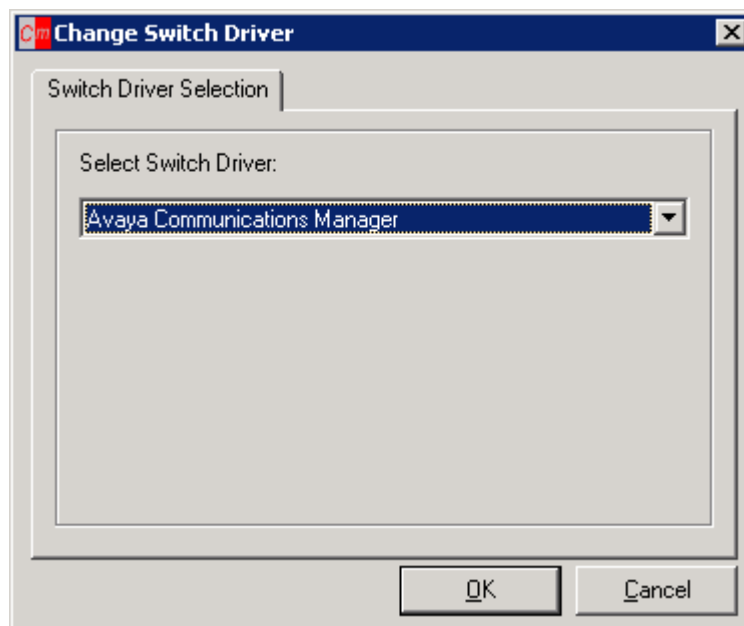 Cm Change Switch Driver
Switch Driver Selection
Select Switch Driver:
Avaya Communications Manager
OK Cancel